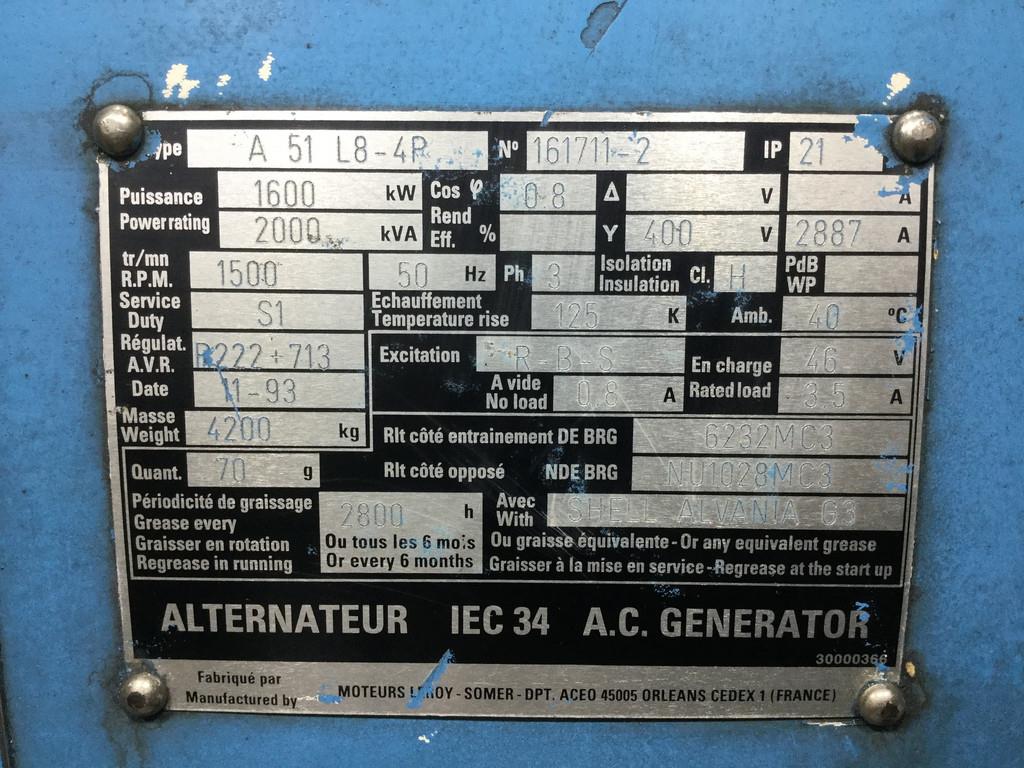 ype A 51 L8-4R N° 161711-2 IP 21
Puissance 1600 kW Cos φ 0.8 Δ V A
Power rating 2000 kVA Rend Eff. % Y 400 V 2887 A
tr/mn R.P.M. 1500 50 Hz Ph 3 Isolation Insulation Cl. H PdB WP
Service Duty S1 Echauffement Temperature rise 125 K Amb. 40 °C
Régulat. A.V.R. R222+713 Excitation R-B-S En charge Rated load 46 V
Date 11-93 A vide No load 0.8 A 3.5 A
Masse Weight 4200 kg Rlt côté entrainement DE BRG 6232MC3
Quant. 70 g Rlt côté opposé NDE BRG NU1028MC3
Périodicité de graissage Grease every 2800 h Avec With SHELL ALVANIA G3
Graisser en rotation Ou tous les 6 mois Ou graisse équivalente - Or any equivalent grease
Regrease in running Or every 6 months Graisser à la mise en service - Regrease at the start up
ALTERNATEUR IEC 34 A.C. GENERATOR
30000366
Fabriqué par
Manufactured by MOTEURS LEROY - SOMER - DPT. ACEO 45005 ORLEANS CEDEX 1 (FRANCE)